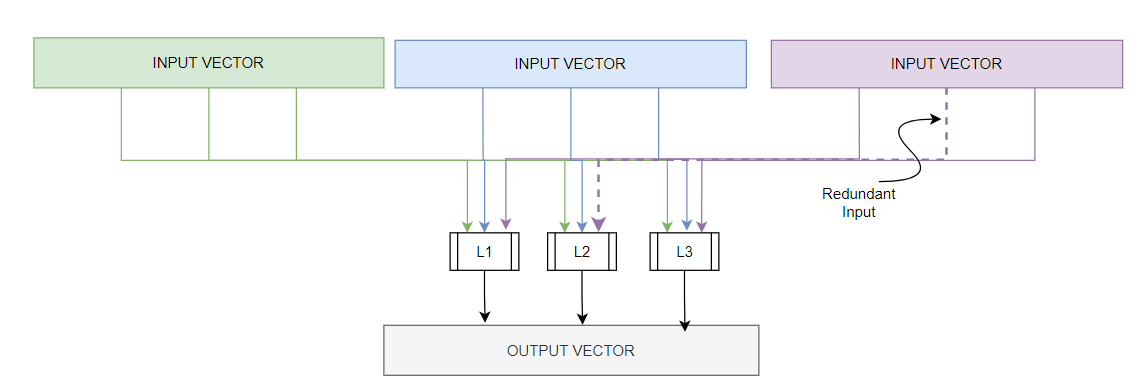 INPUT VECTOR
INPUT VECTOR
INPUT VECTOR
Redundant
Input
L1
L2
L3
OUTPUT VECTOR